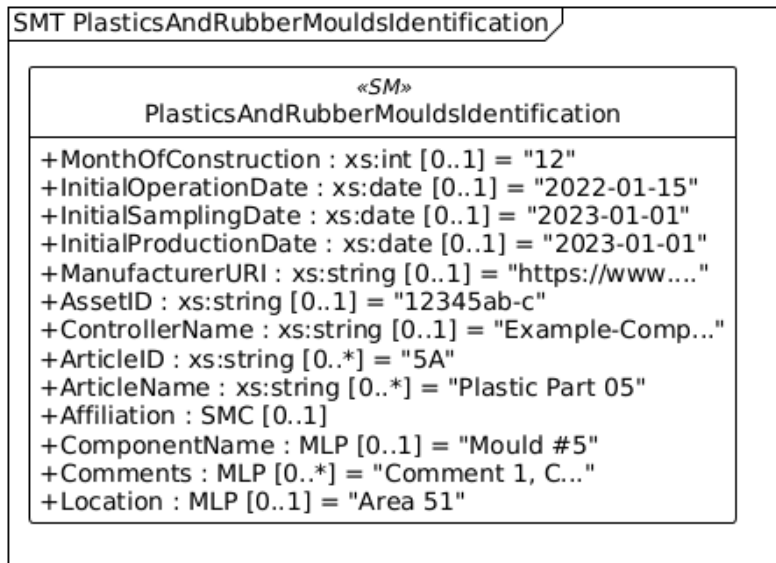 SMT PlasticsAndRubberMouldsIdentification
«SM»
PlasticsAndRubberMouldsIdentification
+MonthOfConstruction : xs:int [0..1] = "12"
+InitialOperationDate : xs:date [0..1] = "2022-01-15"
+InitialSamplingDate : xs:date [0..1] = "2023-01-01"
+InitialProductionDate : xs:date [0..1] = "2023-01-01"
+ManufacturerURI : xs:string [0..1] = "https://www...."
+AssetID : xs:string [0..1] = "12345ab-c"
+ControllerName : xs:string [0..1] = "Example-Comp..."
+ArticleID : xs:string [0..*] = "5A"
+ArticleName : xs:string [0..*] = "Plastic Part 05"
+Affiliation : SMC [0..1]
+ComponentName : MLP [0..1] = "Mould #5"
+Comments : MLP [0..*] = "Comment 1, C..."
+Location : MLP [0..1] = "Area 51"